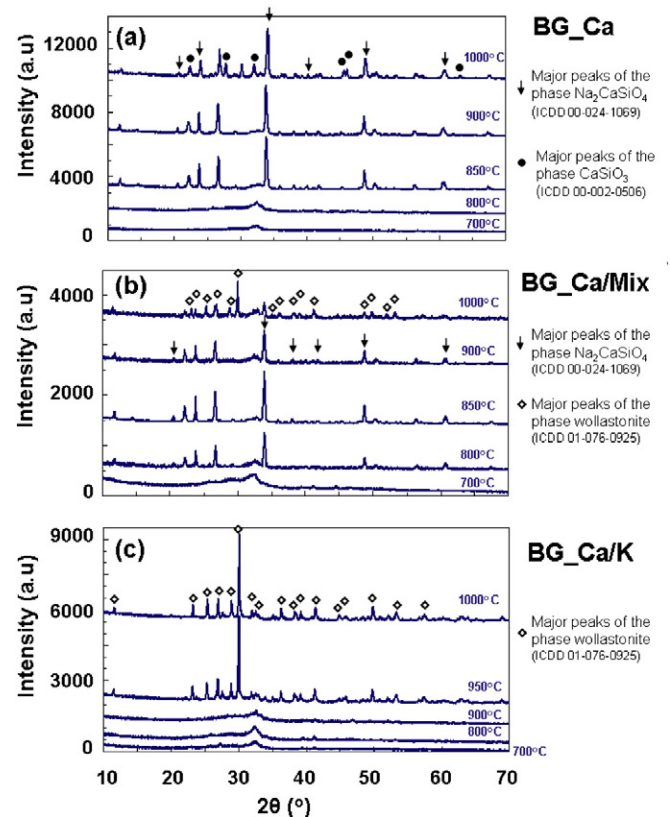 (a)
BG_Ca
Intensity (a.u)
12000
8000
4000
0
1000°C
900°C
850°C
800°C
700°C
Major peaks of the
phase Na₂CaSiO₄
(ICDD 00-024-1069)
Major peaks of the
phase CaSiO₃
(ICDD 00-002-0506)
(b)
BG_Ca/Mix
Intensity (a.u)
4000
2000
0
1000°C
900°C
850°C
800°C
700°C
Major peaks of the
phase Na₂CaSiO₄
(ICDD 00-024-1069)
Major peaks of the
phase wollastonite
(ICDD 01-076-0925)
(c)
BG_Ca/K
Intensity (a.u)
9000
6000
3000
0
1000°C
950°C
900°C
800°C
700°C
Major peaks of the
phase wollastonite
(ICDD 01-076-0925)
10 20 30 40 50 60 70
2θ (°)